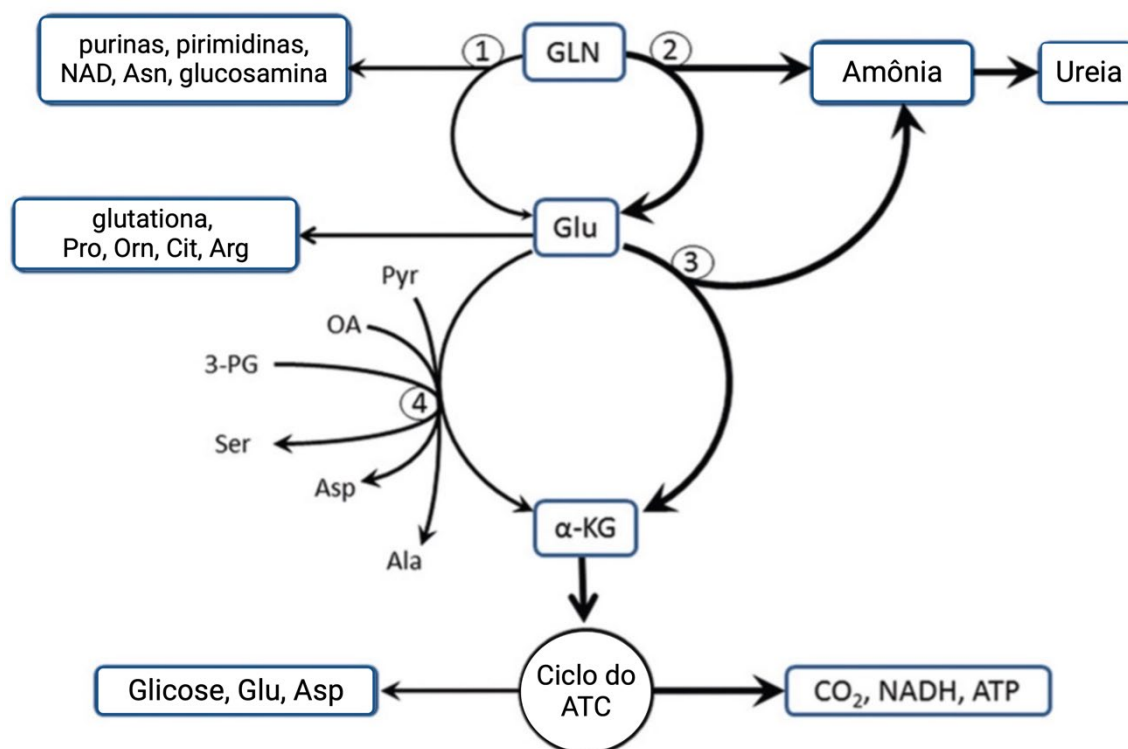 purinas, pirimidinas,
NAD, Asn, glucosamina
1
GLN
2
Amônia
Ureia
glutationa,
Pro, Orn, Cit, Arg
Glu
3
Pyr
OA
3-PG
4
Ser
Asp
Ala
α-KG
Glicose, Glu, Asp
Ciclo do
ATC
CO₂, NADH, ATP